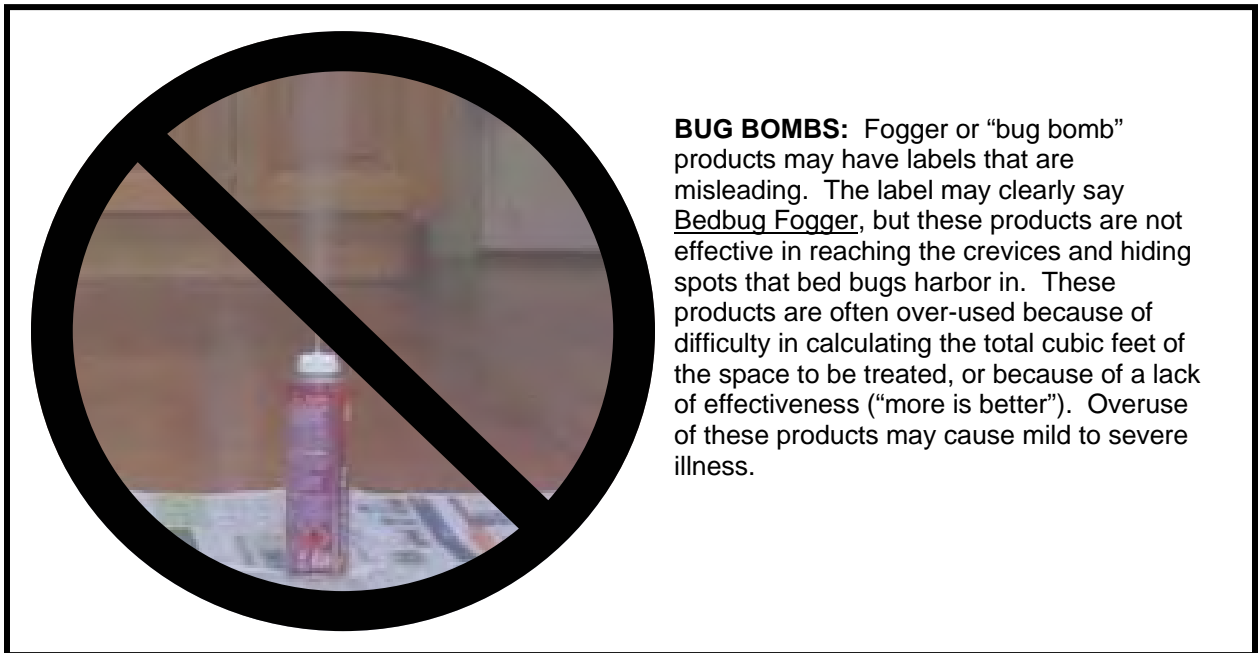 BUG BOMBS:  Fogger or “bug bomb”
products may have labels that are
misleading.  The label may clearly say
Bedbug Fogger, but these products are not
effective in reaching the crevices and hiding
spots that bed bugs harbor in.  These
products are often over-used because of
difficulty in calculating the total cubic feet of
the space to be treated, or because of a lack
of effectiveness (“more is better”).  Overuse
of these products may cause mild to severe
illness.